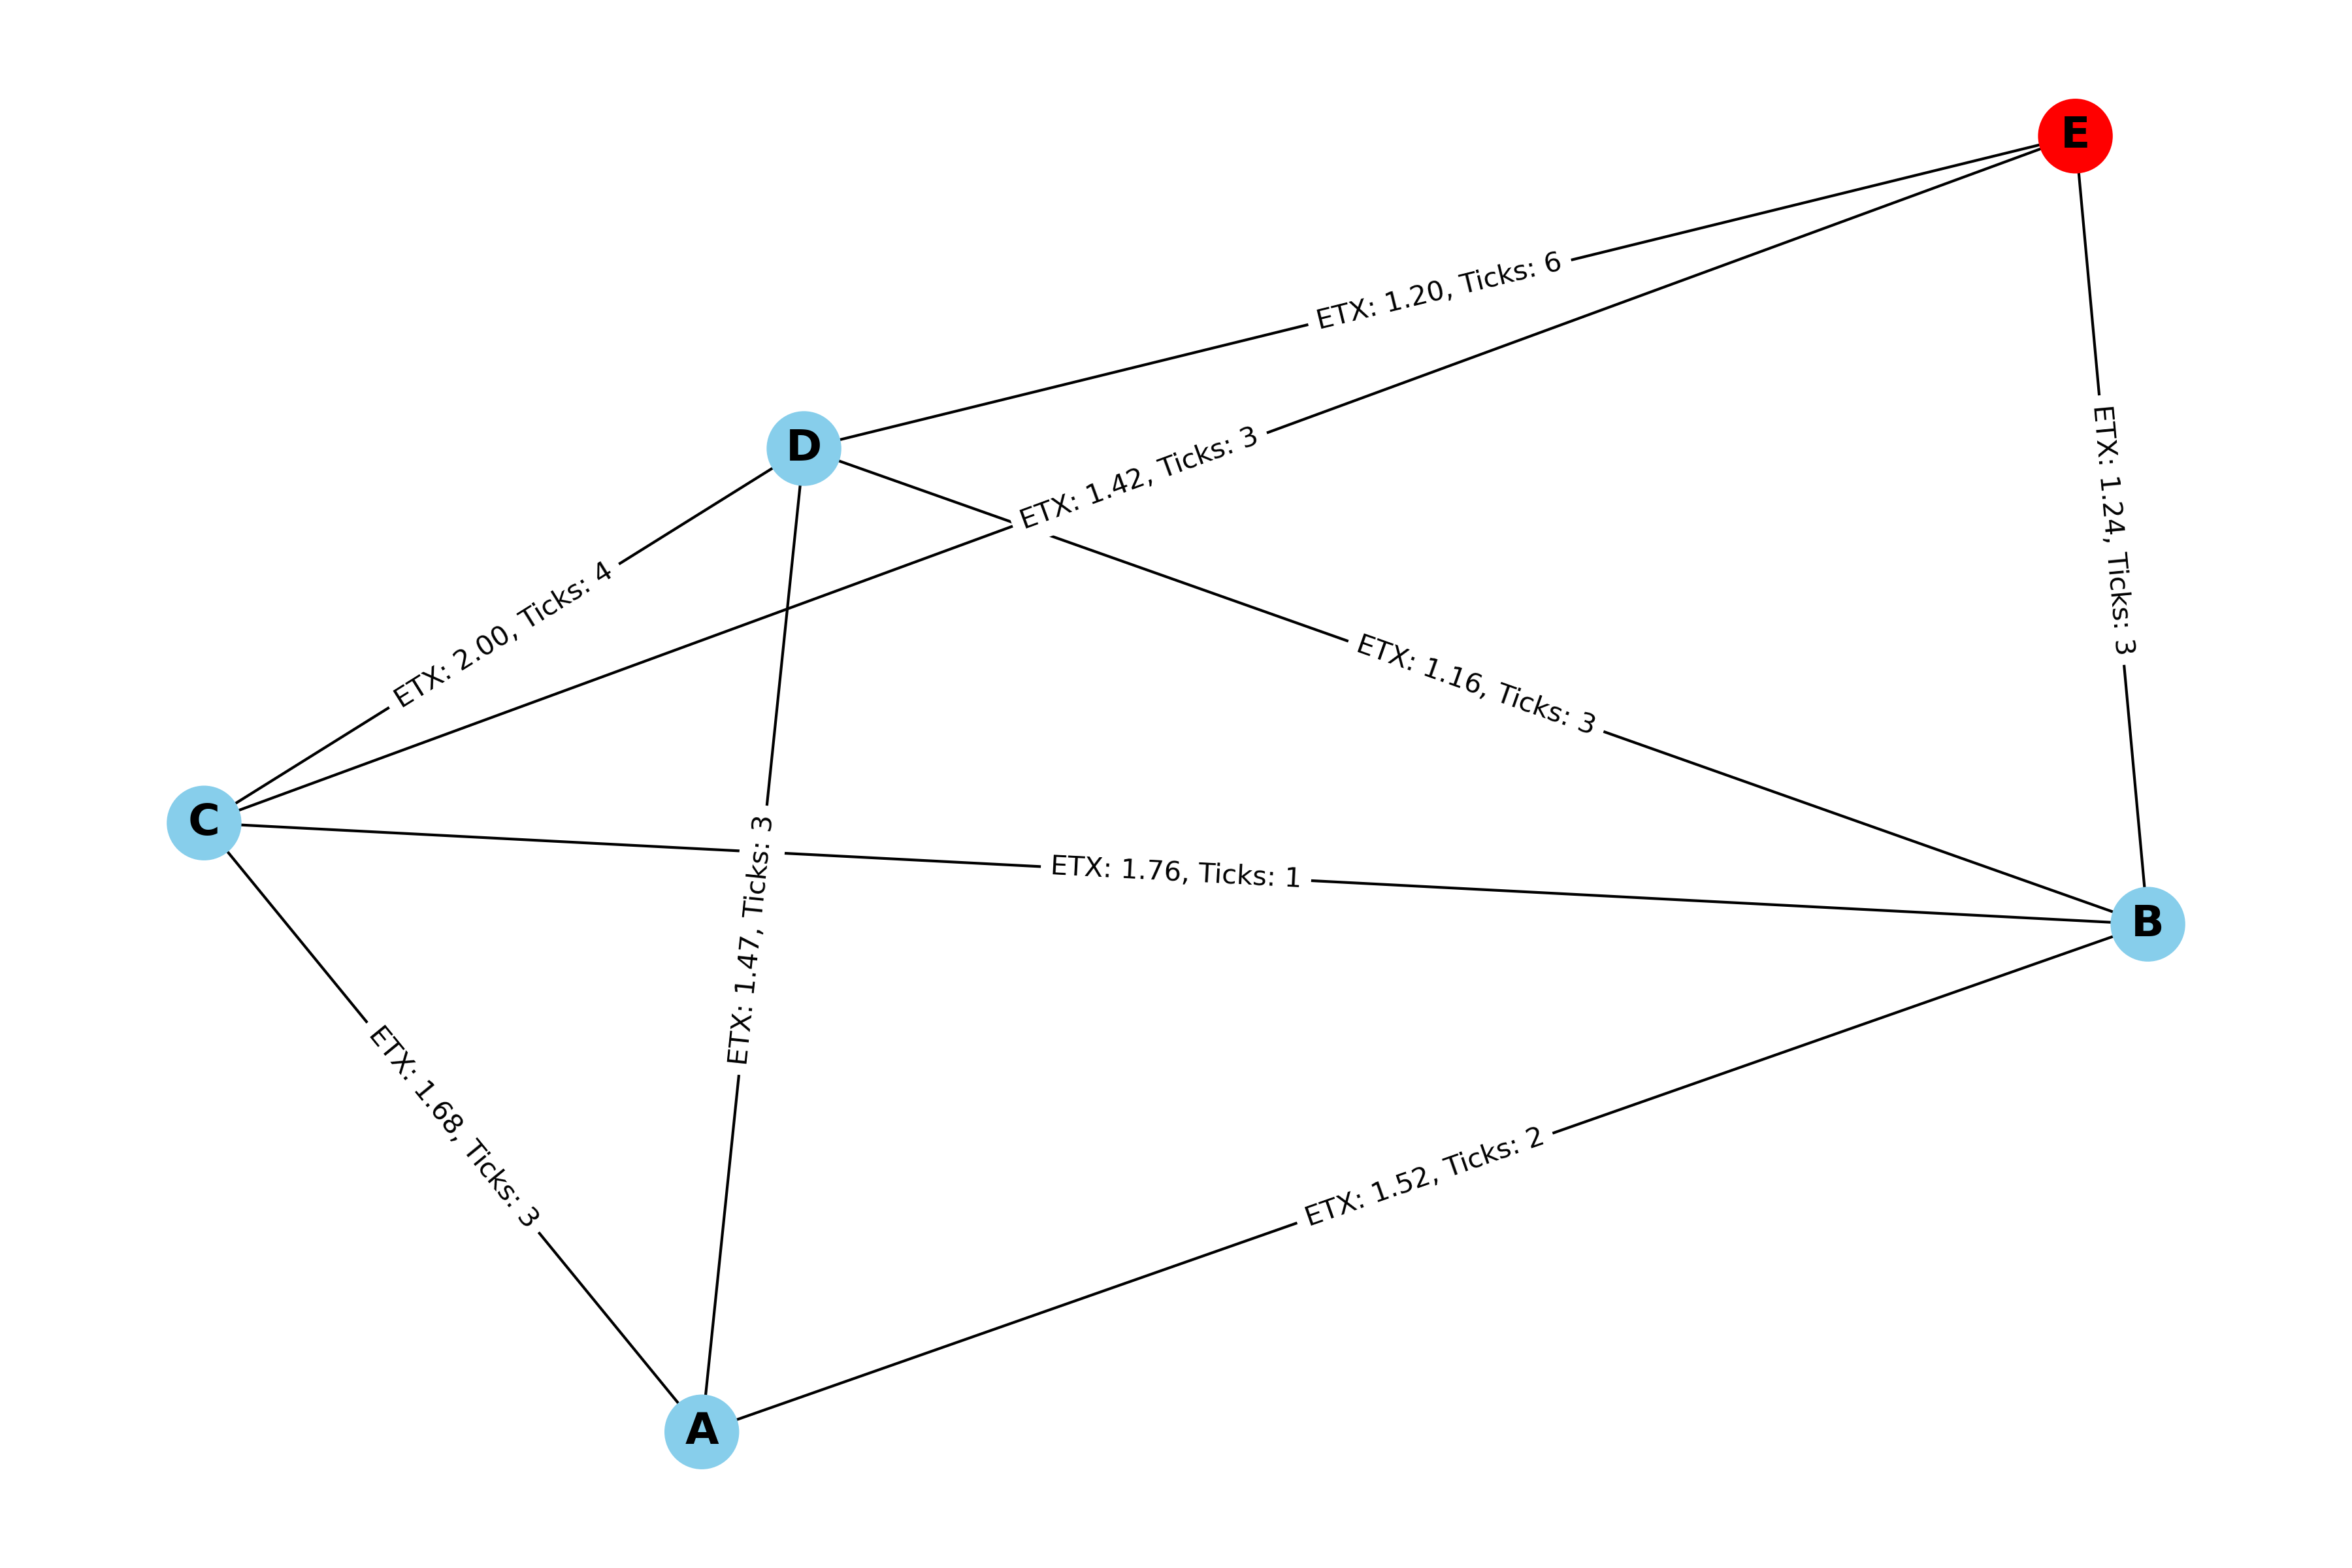 E
ETX: 1.20, Ticks: 6
D
ETX: 1.42, Ticks: 3
ETX: 1.24, Ticks: 3
ETX: 2.00, Ticks: 4
ETX: 1.16, Ticks: 3
C
ETX: 1.76, Ticks: 1
B
ETX: 1.47, Ticks: 3
ETX: 1.68, Ticks: 3
ETX: 1.52, Ticks: 2
A